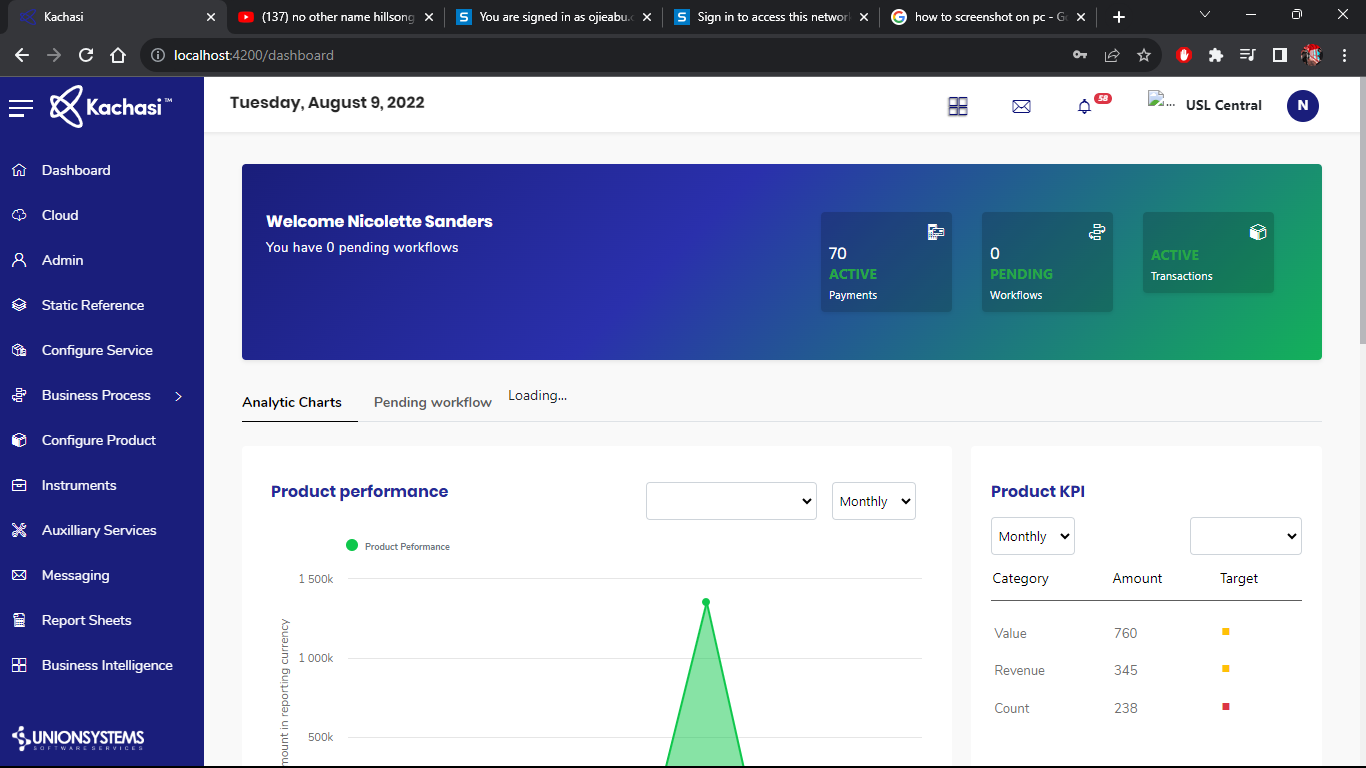 Kachasi
(137) no other name hillsong
You are signed in as ojieabu.c
Sign in to access this network
how to screenshot on pc - Go
localhost:4200/dashboard
Kachasi™
Tuesday, August 9, 2022
58
...
USL Central
N
Dashboard
Cloud
Admin
Static Reference
Configure Service
Business Process
Configure Product
Instruments
Auxilliary Services
Messaging
Report Sheets
Business Intelligence
UNIONSYSTEMS
SOFTWARE SERVICES
Welcome Nicolette Sanders
You have 0 pending workflows
70
ACTIVE
Payments
0
PENDING
Workflows
ACTIVE
Transactions
Analytic Charts
Pending workflow
Loading...
Product performance
Monthly
Product Peformance
1 500k
1 000k
500k
mount in reporting currency
Product KPI
Monthly
Category Amount Target
Value 760
Revenue 345
Count 238